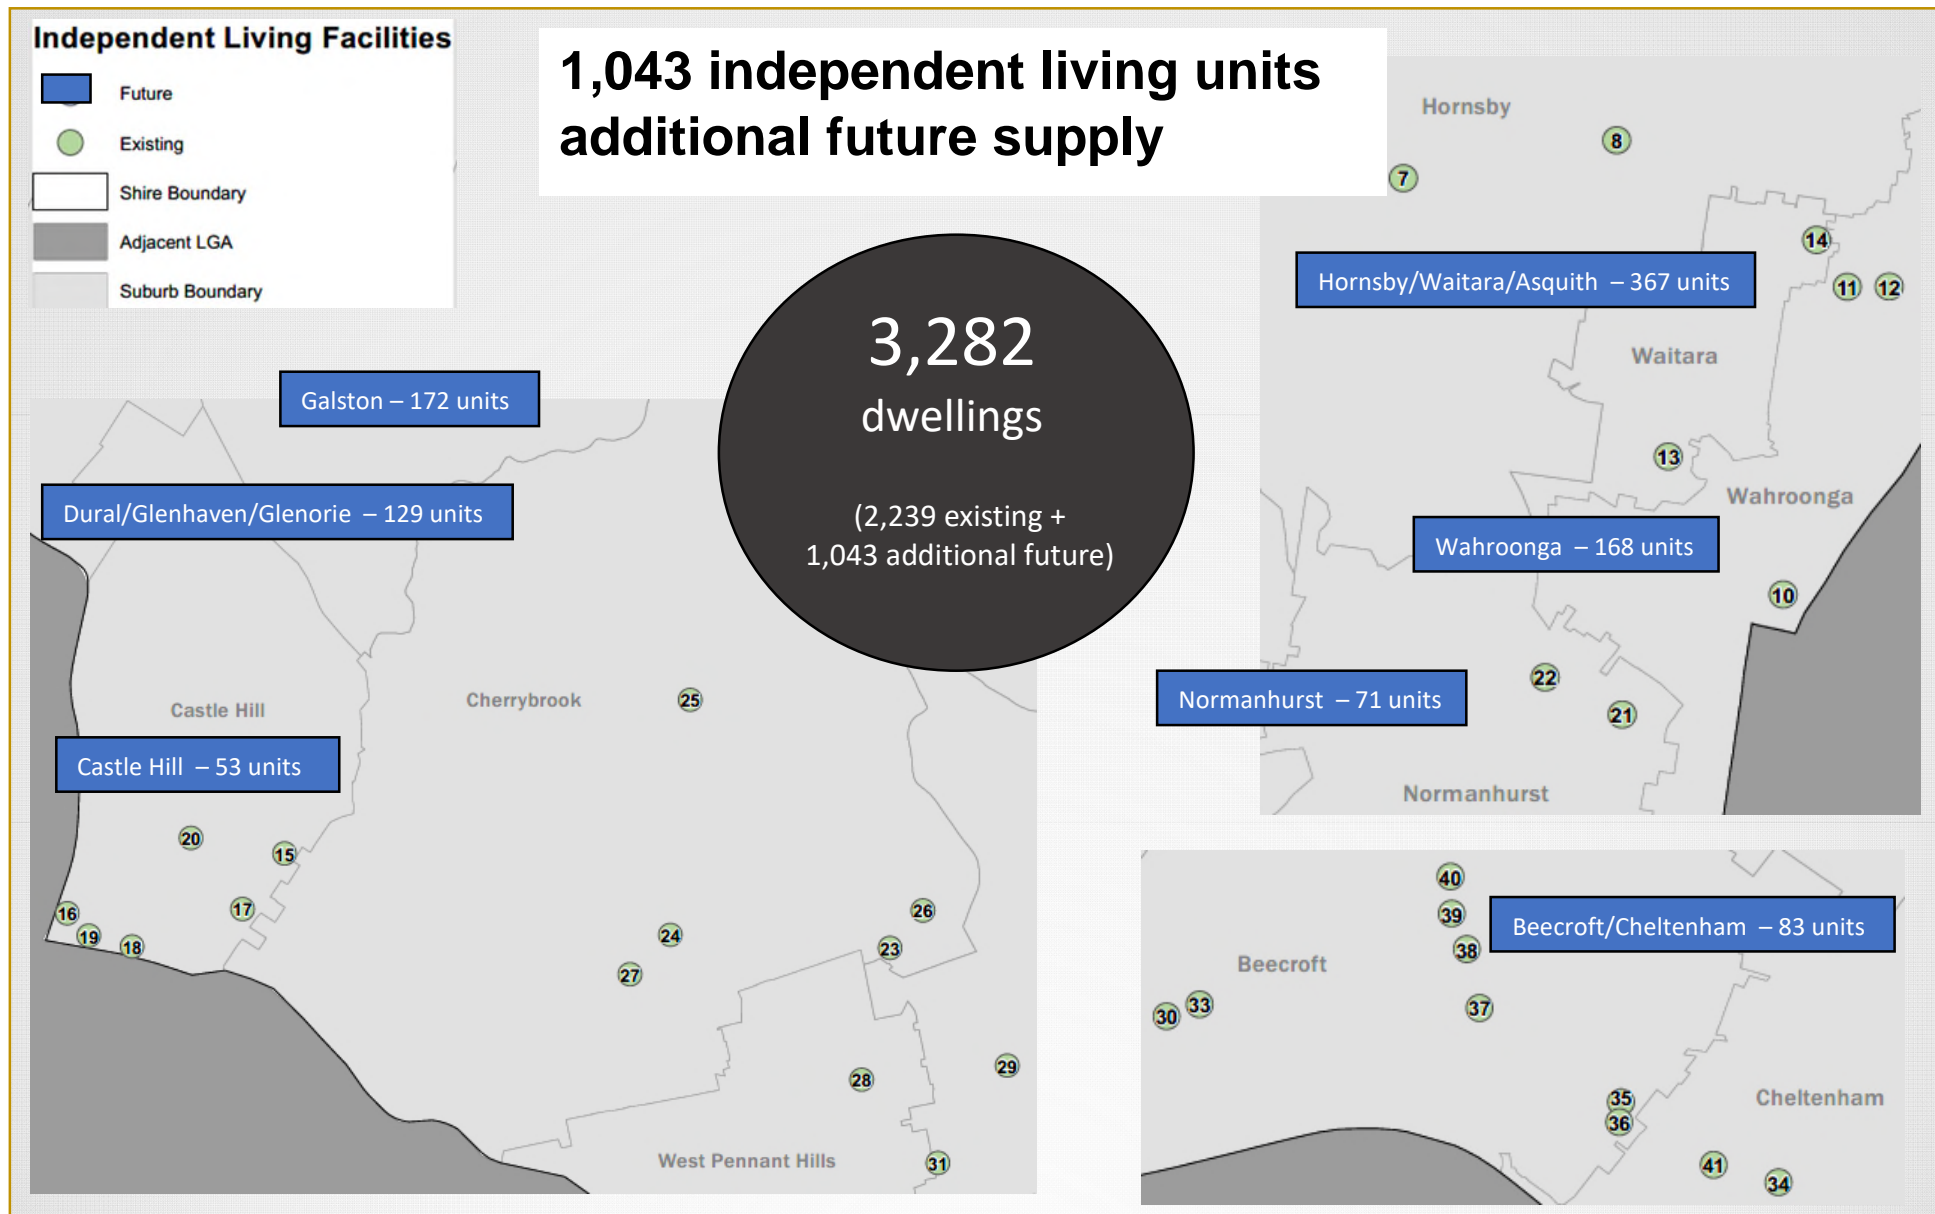 Independent Living Facilities
Future
Existing
Shire Boundary
Adjacent LGA
Suburb Boundary
1,043 independent living units
additional future supply
3,282
dwellings
(2,239 existing +
1,043 additional future)
Galston – 172 units
Dural/Glenhaven/Glenorie – 129 units
Castle Hill
Cherrybrook
25
Castle Hill – 53 units
20
15
16
17
19
18
24
27
26
23
28
29
West Pennant Hills
31
Hornsby
8
7
14
Hornsby/Waitara/Asquith – 367 units
11
12
Waitara
13
Wahroonga
Wahroonga – 168 units
10
22
Normanhurst – 71 units
21
Normanhurst
40
39
Beecroft/Cheltenham – 83 units
38
Beecroft
33
30
37
35
36
Cheltenham
41
34